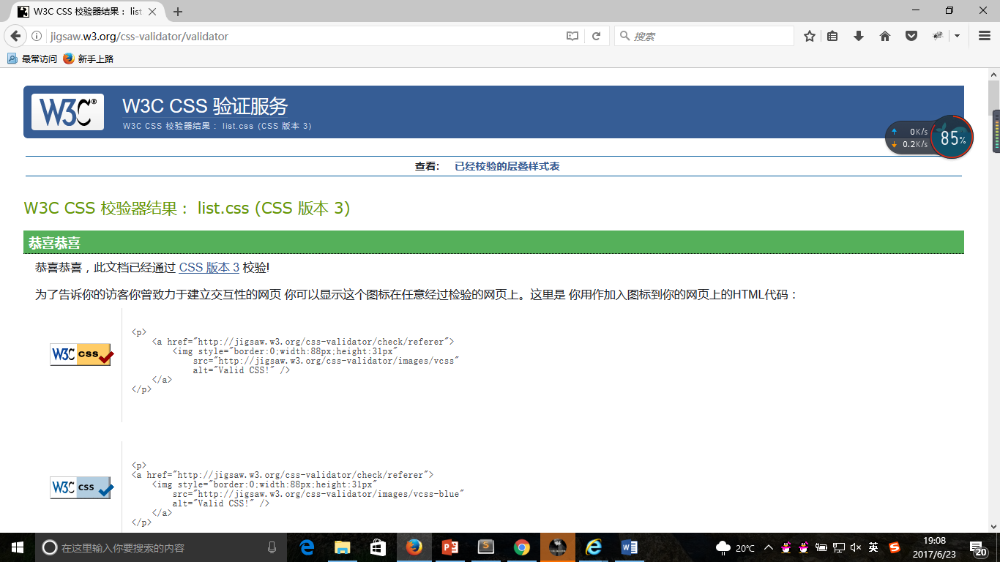 W3C CSS 校验器结果： list
jigsaw.w3.org/css-validator/validator
搜索
最常访问 新手上路
W3C®
W3C CSS 验证服务
W3C CSS 校验器结果： list.css (CSS 版本 3)
0K/s
0.2K/s
85%
查看： 已经校验的层叠样式表
W3C CSS 校验器结果： list.css (CSS 版本 3)
恭喜恭喜
恭喜恭喜，此文档已经通过 CSS 版本 3 校验!
为了告诉你的访客你曾致力于建立交互性的网页 你可以显示这个图标在任意经过检验的网页上。这里是 你用作加入图标到你的网页上的HTML代码：
W3C css
<p>
<a href="http://jigsaw.w3.org/css-validator/check/referer">
<img style="border:0;width:88px;height:31px"
src="http://jigsaw.w3.org/css-validator/images/vcss"
alt="Valid CSS!" />
</a>
</p>
W3C css
<p>
<a href="http://jigsaw.w3.org/css-validator/check/referer">
<img style="border:0;width:88px;height:31px"
src="http://jigsaw.w3.org/css-validator/images/vcss-blue"
alt="Valid CSS!" />
</a>
</p>
在这里输入你要搜索的内容
20°C
英
19:08
2017/6/23
20